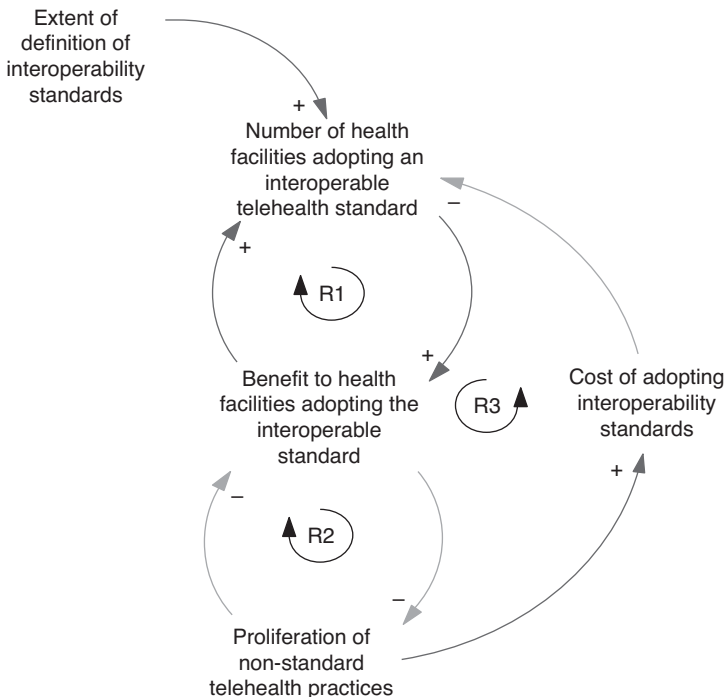 Extent of
definition of
interoperability
standards
+
Number of health
facilities adopting an
interoperable
telehealth standard
–
+
R1
+
Benefit to health
facilities adopting the
interoperable
standard
R3
Cost of adopting
interoperability
standards
+
–
R2
–
Proliferation of
non-standard
telehealth practices